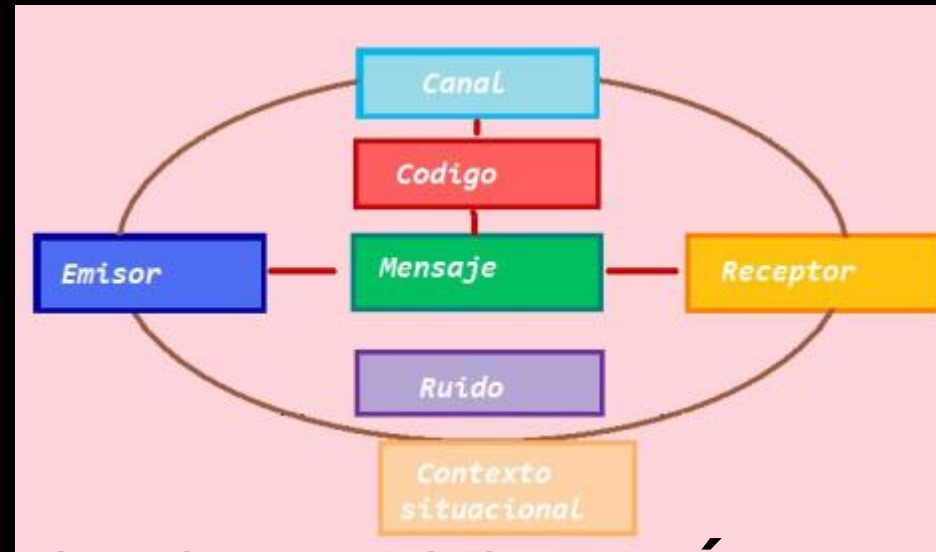 Canal
Codigo
Emisor
Mensaje
Receptor
Ruido
Contexto
situacional